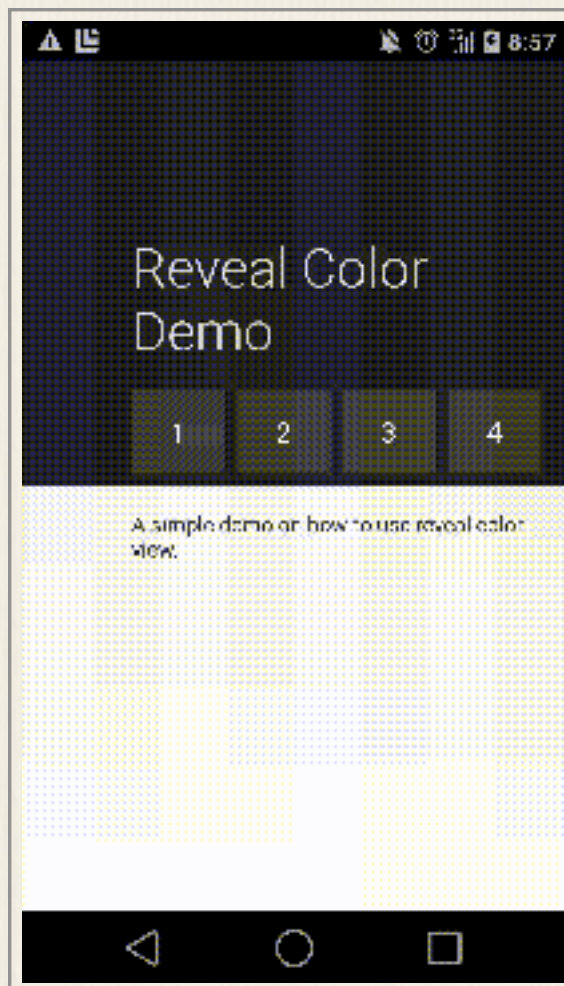 8:57
Reveal Color
Demo
1 2 3 4
A simple demo on how to use reveal color
view.